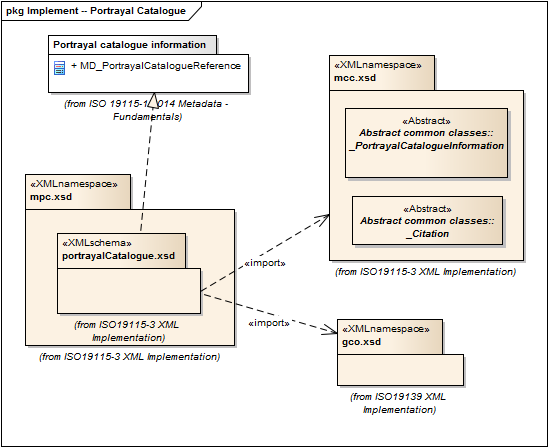 pkg Implement -- Portrayal Catalogue
Portrayal catalogue information
+ MD_PortrayalCatalogueReference
(from ISO 19115-1 014 Metadata -
Fundamentals)
«XMLnamespace»
mcc.xsd
«Abstract»
Abstract common classes::
_PortrayalCatalogueInformation
«Abstract»
Abstract common classes::
_Citation
(from ISO19115-3 XML Implementation)
«XMLnamespace»
mpc.xsd
«XMLschema»
portrayalCatalogue.xsd
(from ISO19115-3 XML
Implementation)
(from ISO19115-3 XML Implementation)
«import»
«import»
«XMLnamespace»
gco.xsd
(from ISO19139 XML
Implementation)